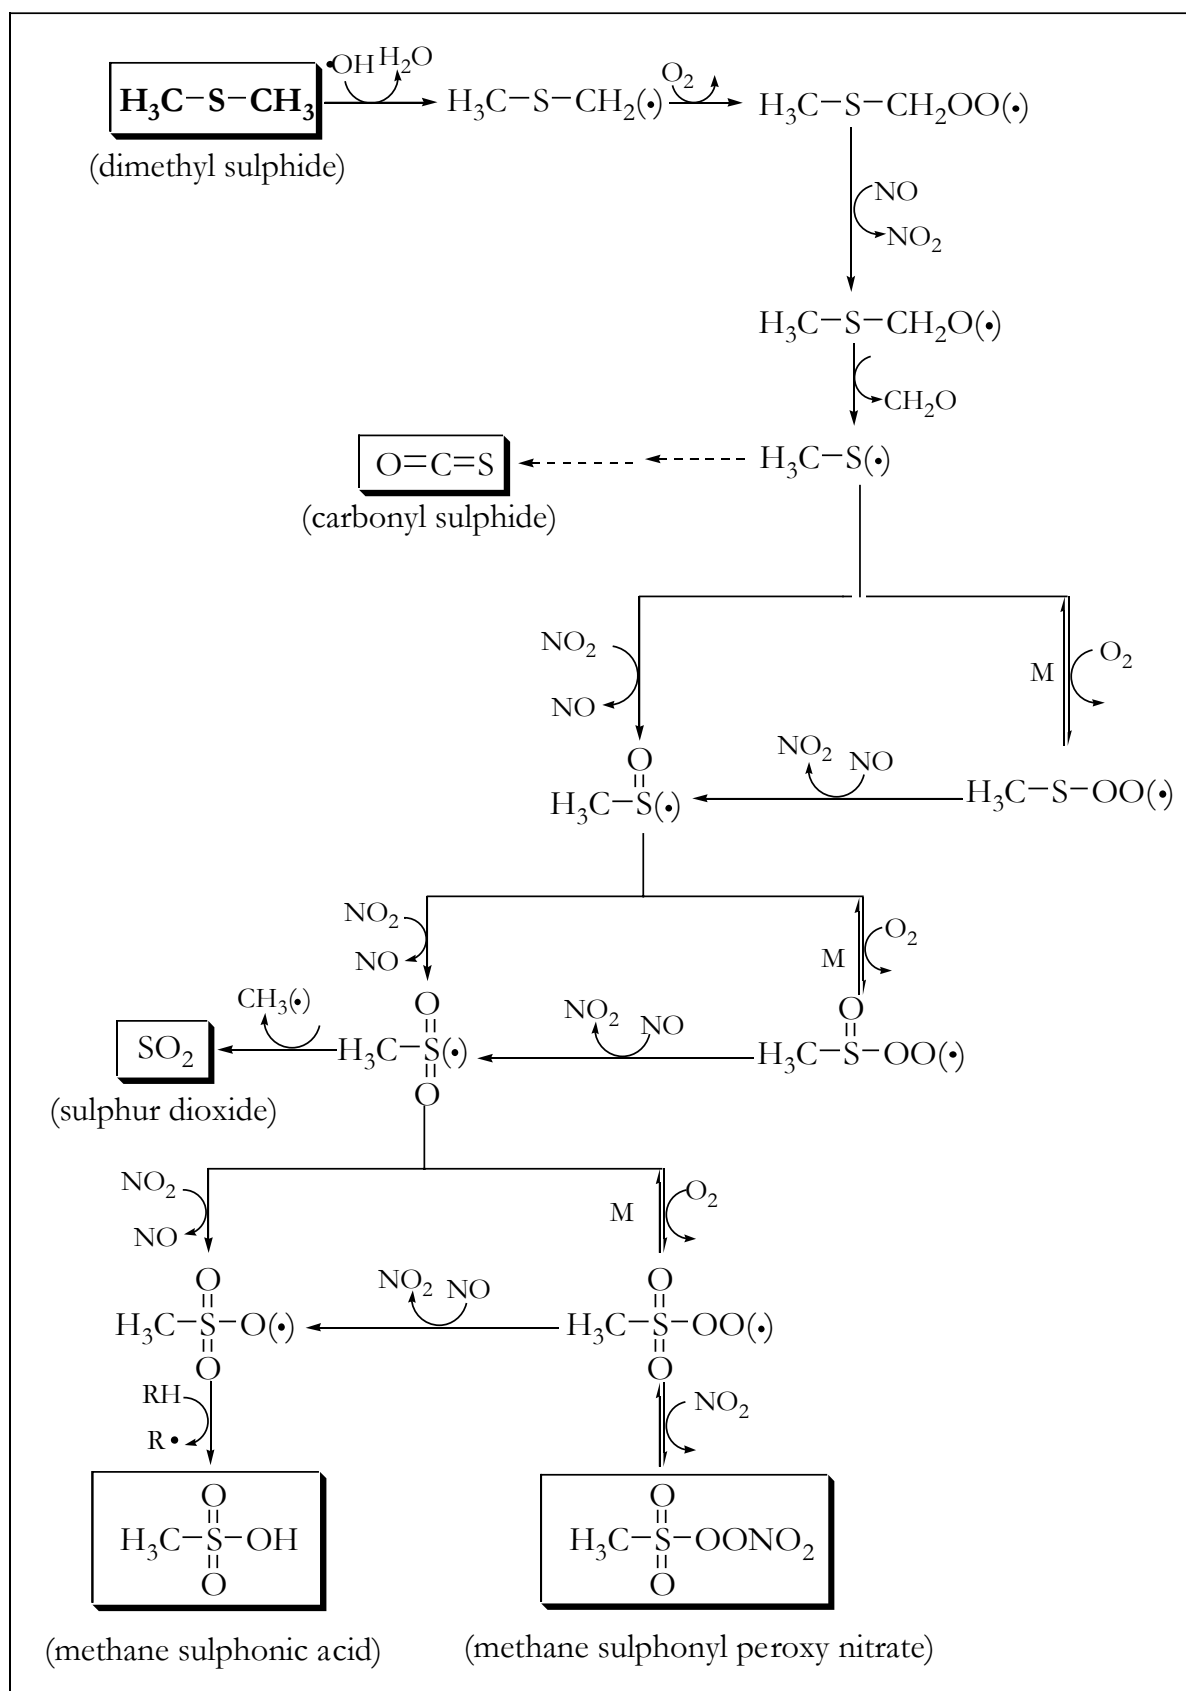 •OH H₂O
H₃C–S–CH₃ H₃C–S–CH₂(•) O₂ H₃C–S–CH₂OO(•)
(dimethyl sulphide)
NO
NO₂
H₃C–S–CH₂O(•)
CH₂O
O=C=S H₃C–S(•)
(carbonyl sulphide)
NO₂ M O₂
NO
NO₂ NO
O
H₃C–S(•) H₃C–S–OO(•)
NO₂ O₂
NO M
CH₃(•) O NO₂ NO O
SO₂ H₃C–S(•) H₃C–S–OO(•)
O
(sulphur dioxide)
NO₂ O₂
NO M
O NO₂ NO O
H₃C–S–O(•) H₃C–S–OO(•)
O O
RH NO₂
R•
O O
H₃C–S–OH H₃C–S–OONO₂
O O
(methane sulphonic acid) (methane sulphonyl peroxy nitrate)